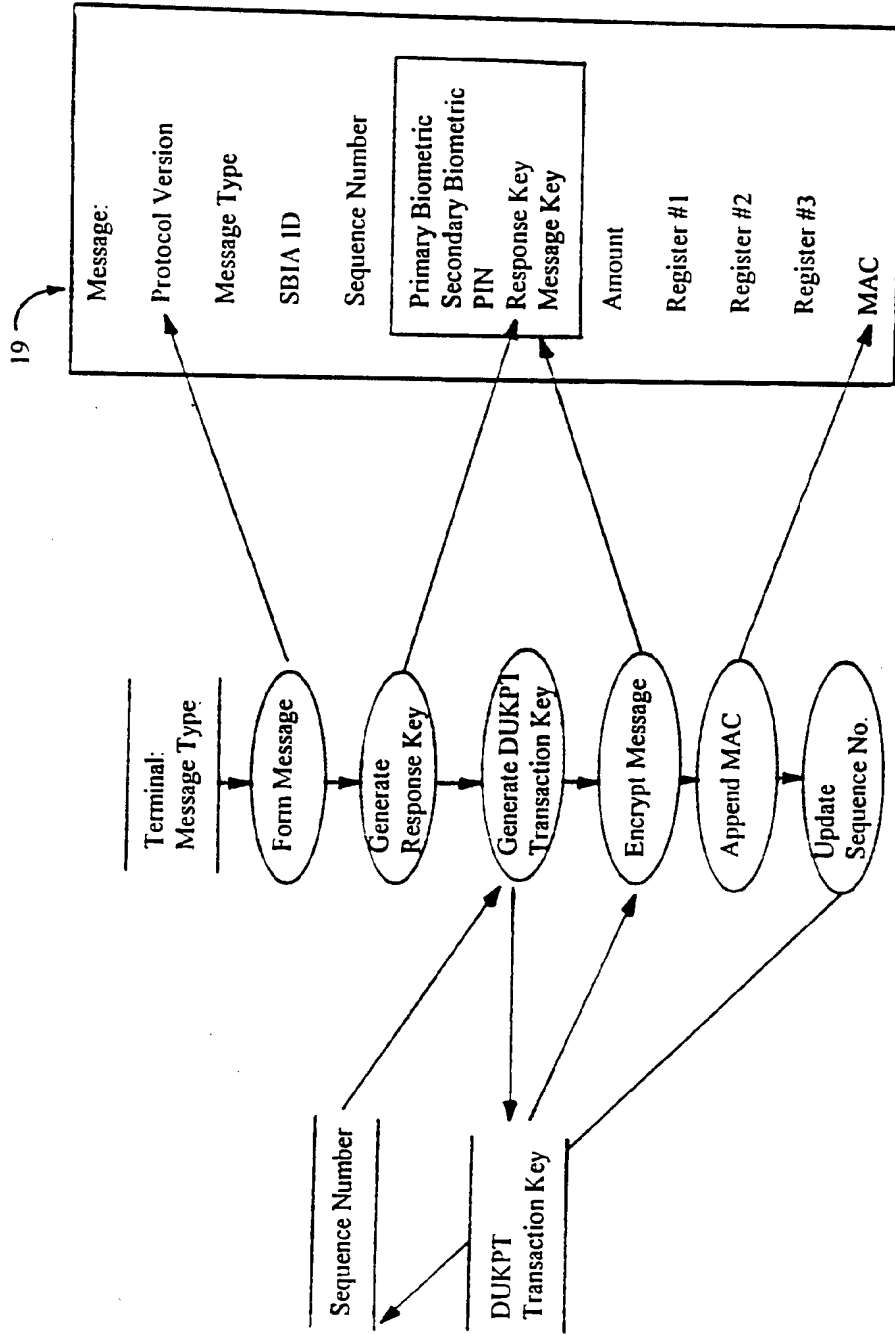 19
Message:
Protocol Version
Message Type
SBIA ID
Sequence Number
Primary Biometric
Secondary Biometric
PIN
Response Key
Message Key
Amount
Register #1
Register #2
Register #3
MAC
Terminal:
Message Type
Form Message
Generate
Response Key
Generate DUKPT
Transaction Key
Encrypt Message
Append MAC
Update
Sequence No.
Sequence Number
DUKPT
Transaction Key